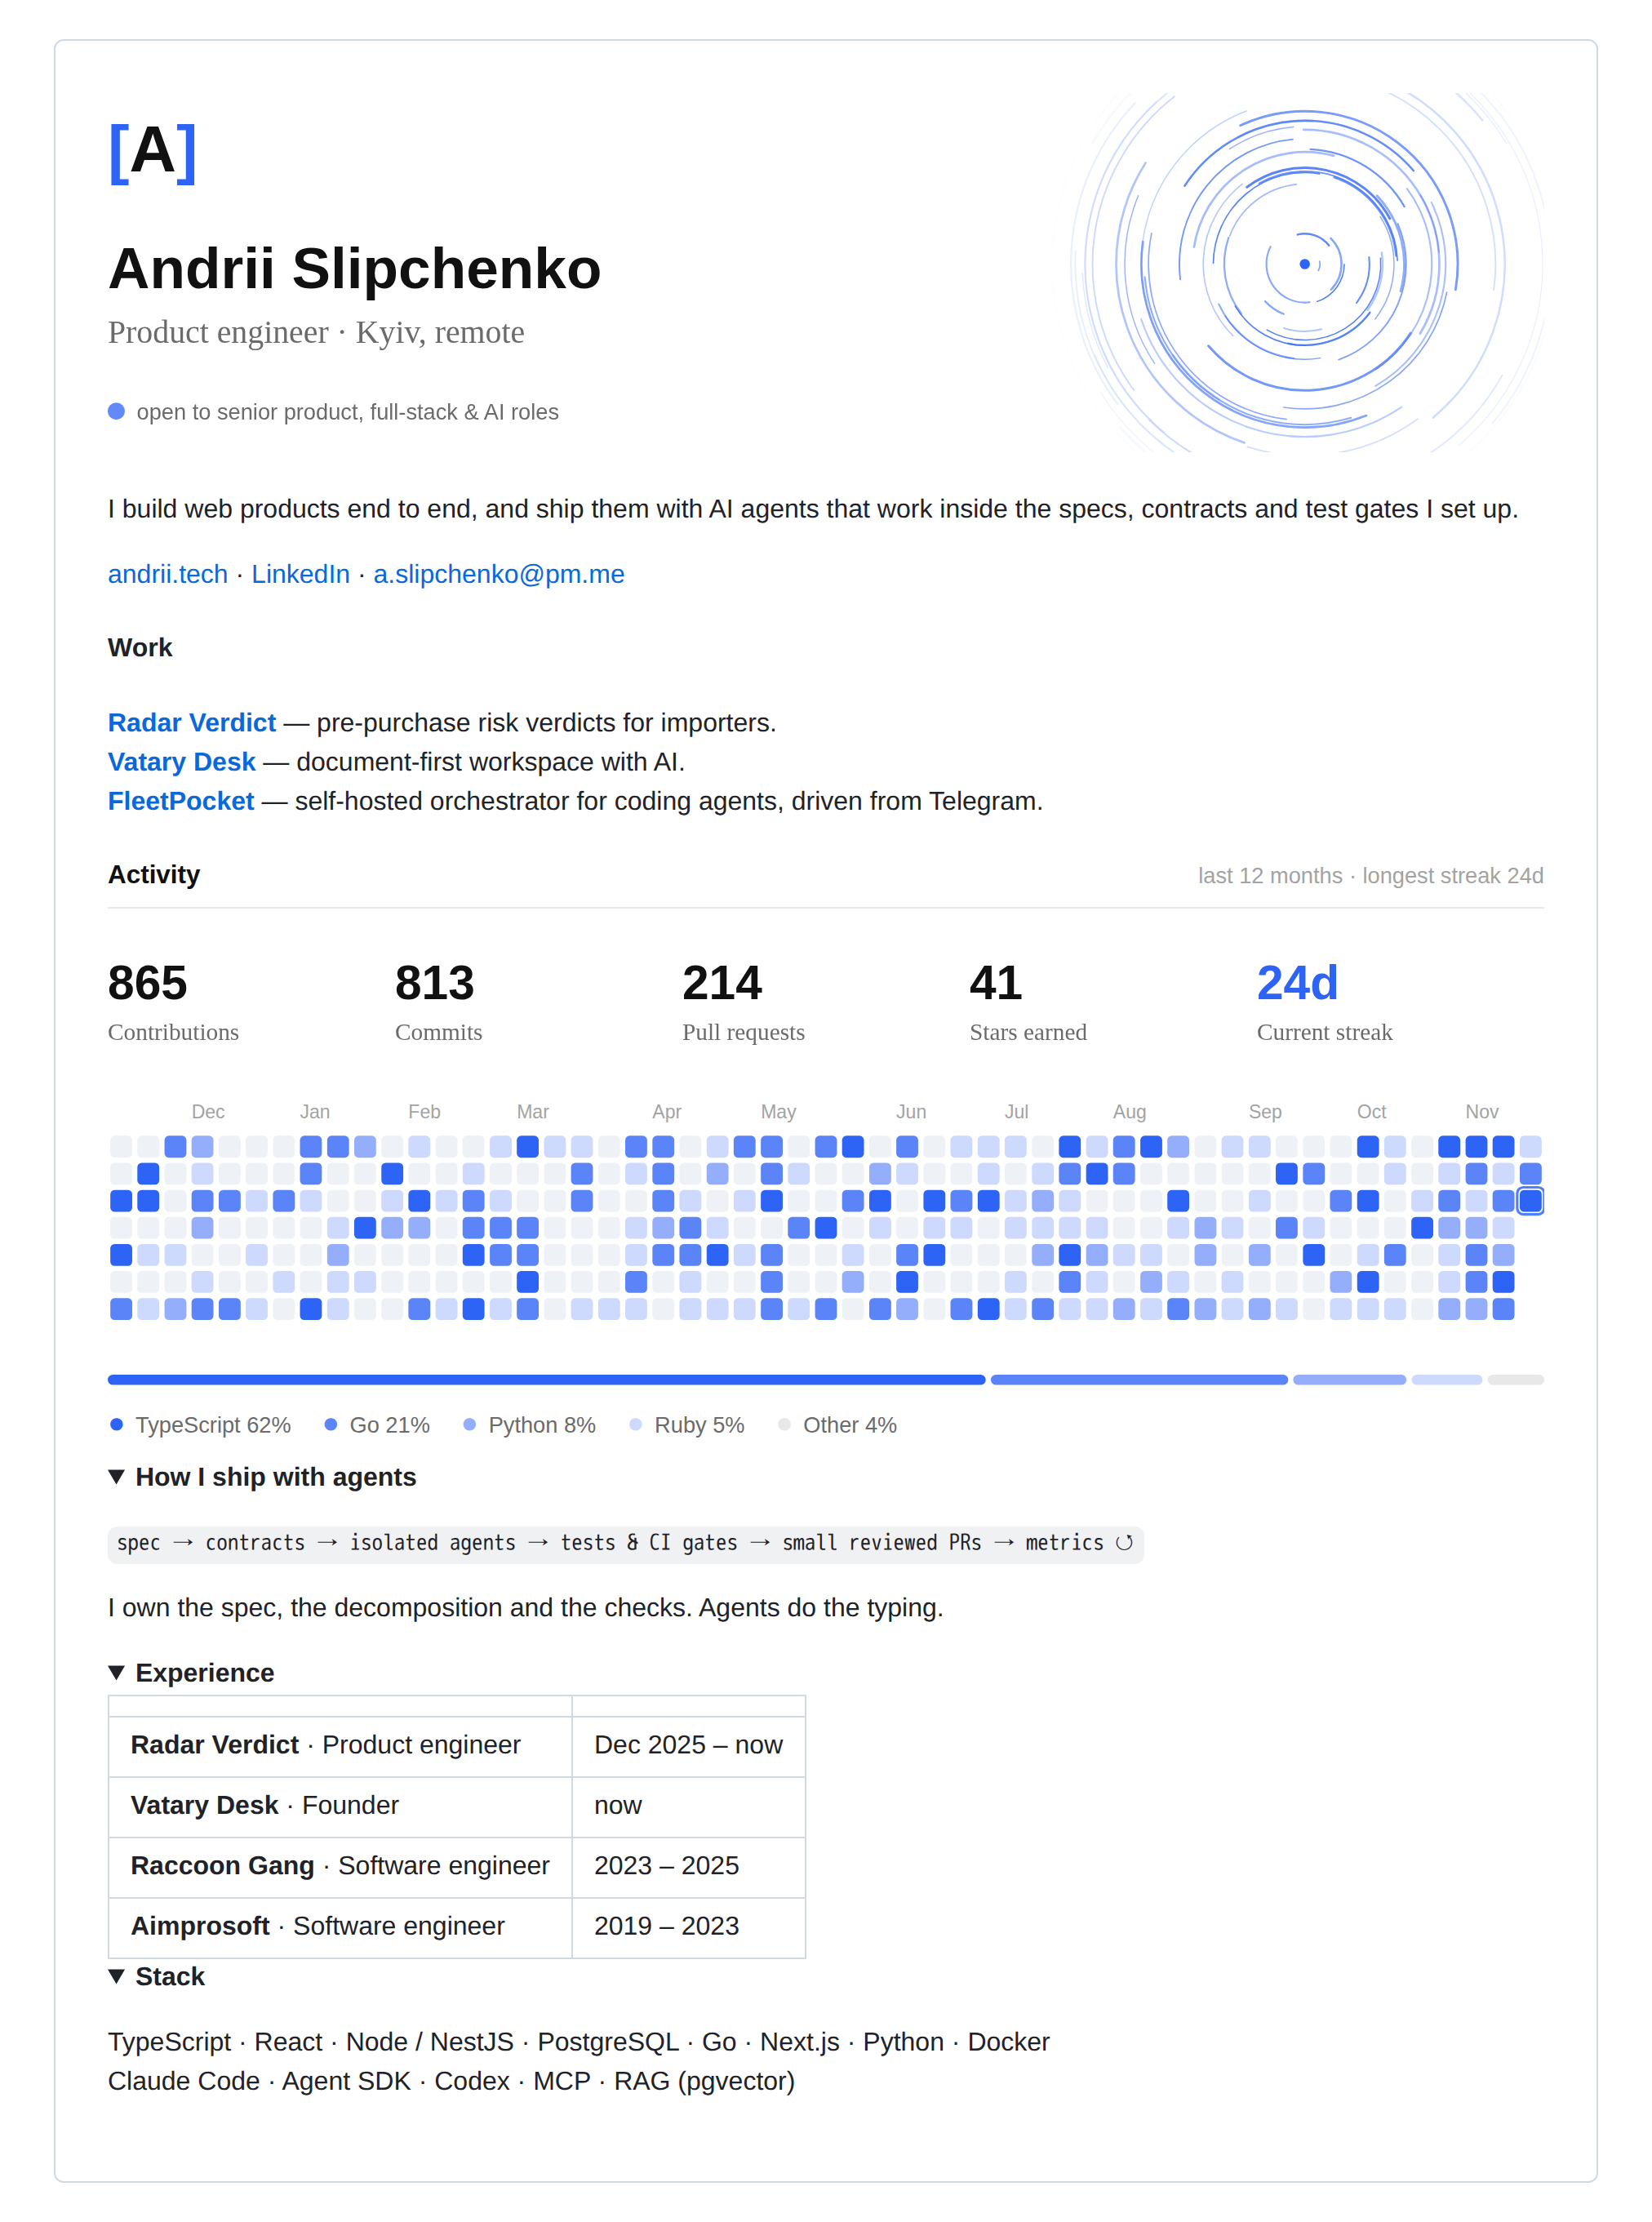 [A]
Andrii Slipchenko
Product engineer · Kyiv, remote
open to senior product, full-stack & AI roles
I build web products end to end, and ship them with AI agents that work inside the specs, contracts and test gates I set up.
andrii.tech · LinkedIn · a.slipchenko@pm.me
Work
Radar Verdict — pre-purchase risk verdicts for importers.
Vatary Desk — document-first workspace with AI.
FleetPocket — self-hosted orchestrator for coding agents, driven from Telegram.
Activity last 12 months · longest streak 24d
865 813 214 41 24d
Contributions Commits Pull requests Stars earned Current streak
Dec Jan Feb Mar Apr May Jun Jul Aug Sep Oct Nov
TypeScript 62% Go 21% Python 8% Ruby 5% Other 4%
▼ How I ship with agents
spec → contracts → isolated agents → tests & CI gates → small reviewed PRs → metrics ↺
I own the spec, the decomposition and the checks. Agents do the typing.
▼ Experience
Radar Verdict · Product engineer Dec 2025 – now
Vatary Desk · Founder now
Raccoon Gang · Software engineer 2023 – 2025
Aimprosoft · Software engineer 2019 – 2023
▼ Stack
TypeScript · React · Node / NestJS · PostgreSQL · Go · Next.js · Python · Docker
Claude Code · Agent SDK · Codex · MCP · RAG (pgvector)